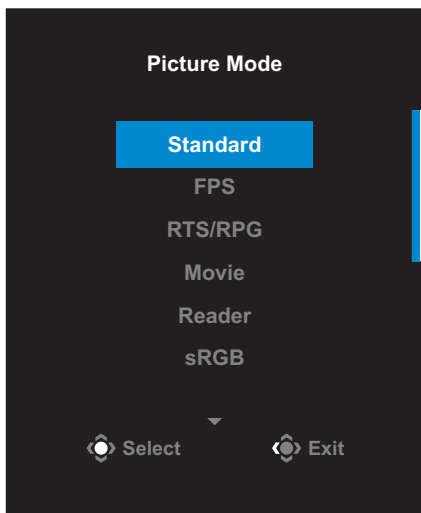 Picture Mode
Standard
FPS
RTS/RPG
Movie
Reader
sRGB
Select Exit